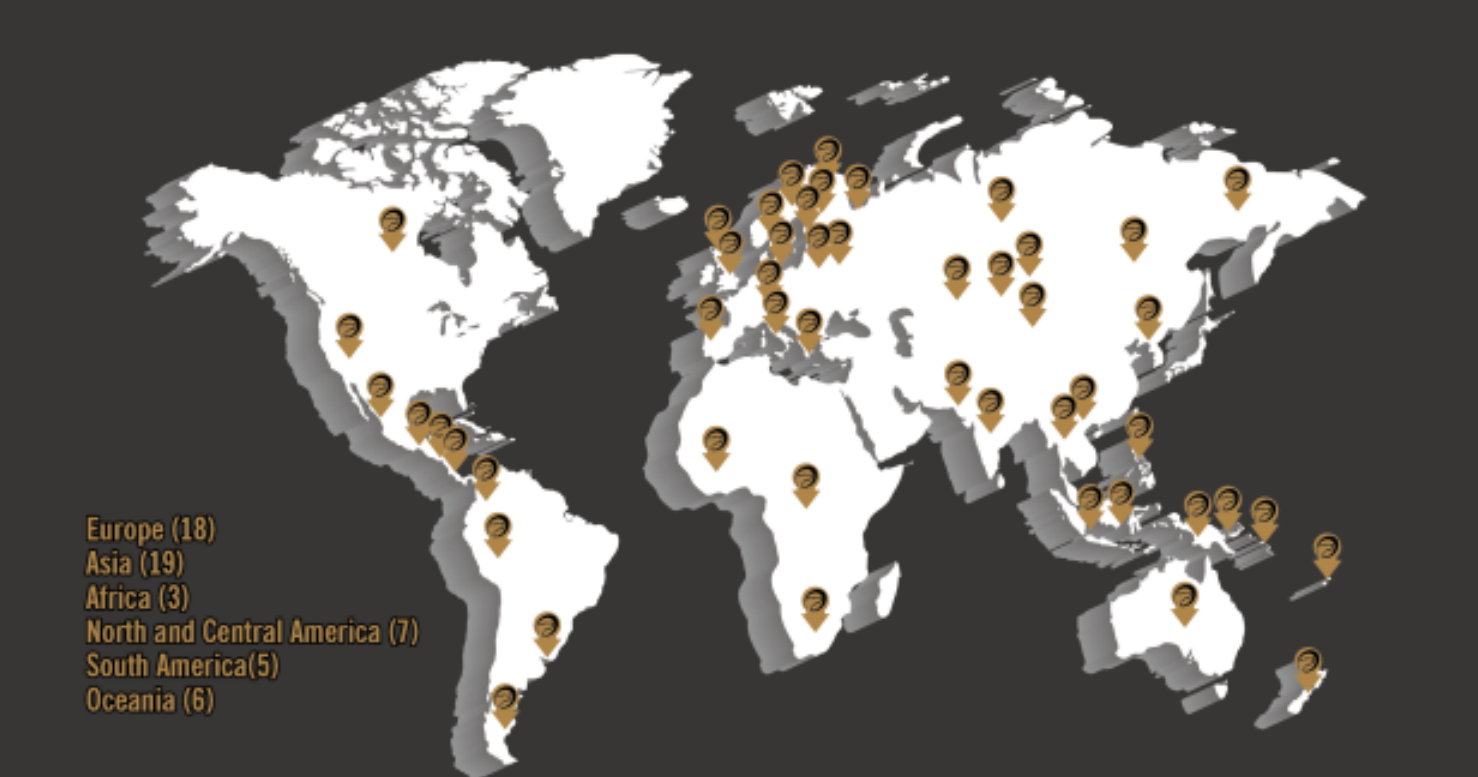 Europe (18)
Asia (19)
Africa (3)
North and Central America (7)
South America(5)
Oceania (6)